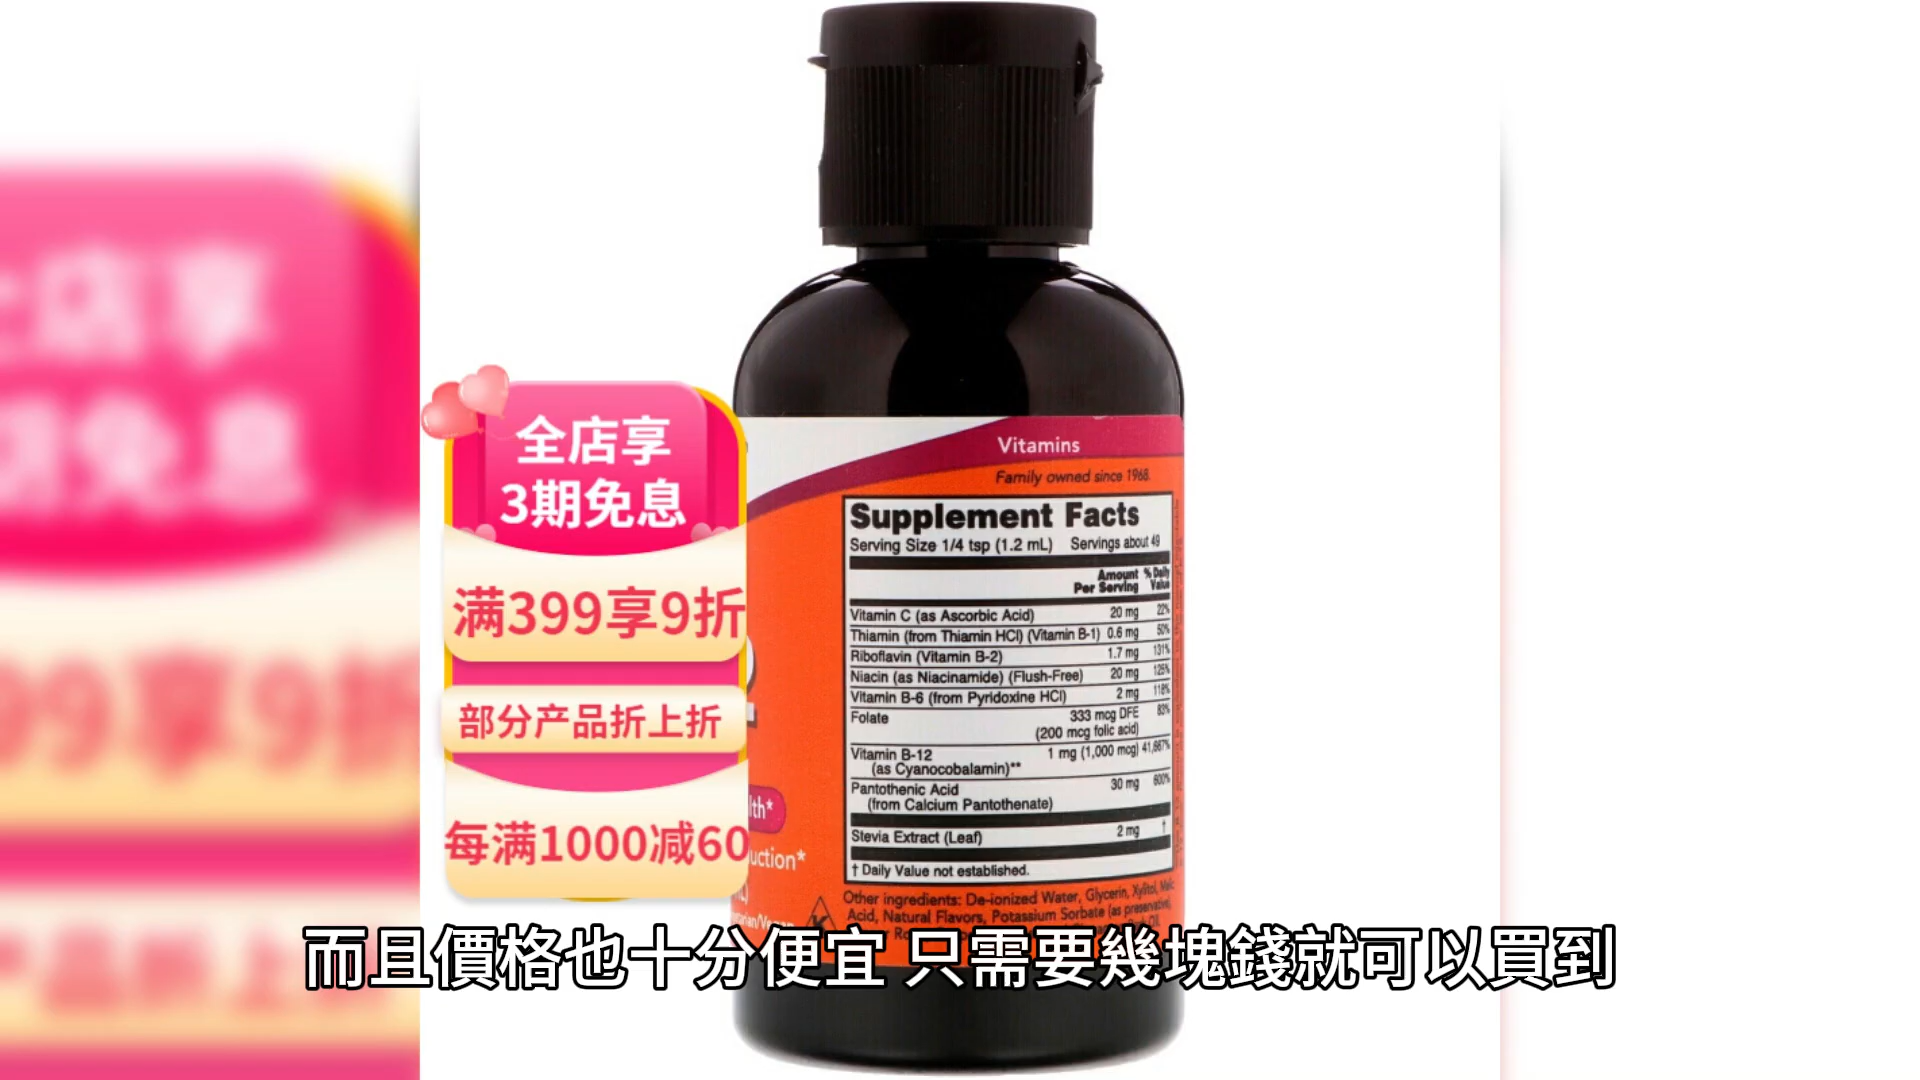 全店享
3期免息
满399享9折
部分产品折上折
每满1000减60
Vitamins
Family owned since 1968.
Supplement Facts
Serving Size 1/4 tsp (1.2 mL) Servings about 49
Amount Per Serving % Daily Value
Vitamin C (as Ascorbic Acid) 20 mg 22%
Thiamin (from Thiamin HCl) (Vitamin B-1) 0.6 mg 50%
Riboflavin (Vitamin B-2) 1.7 mg 131%
Niacin (as Niacinamide) (Flush-Free) 20 mg 125%
Vitamin B-6 (from Pyridoxine HCl) 2 mg 118%
Folate 333 mcg DFE 83%
(200 mcg folic acid)
Vitamin B-12 1 mg (1,000 mcg) 41,667%
(as Cyanocobalamin)**
Pantothenic Acid 30 mg 600%
(from Calcium Pantothenate)
Stevia Extract (Leaf) 2 mg †
† Daily Value not established.
Other ingredients: De-ionized Water, Glycerin, Xylitol, Malic
Acid, Natural Flavors, Potassium Sorbate (as preservative)
lth*
uction*
而且價格也十分便宜 只需要幾塊錢就可以買到